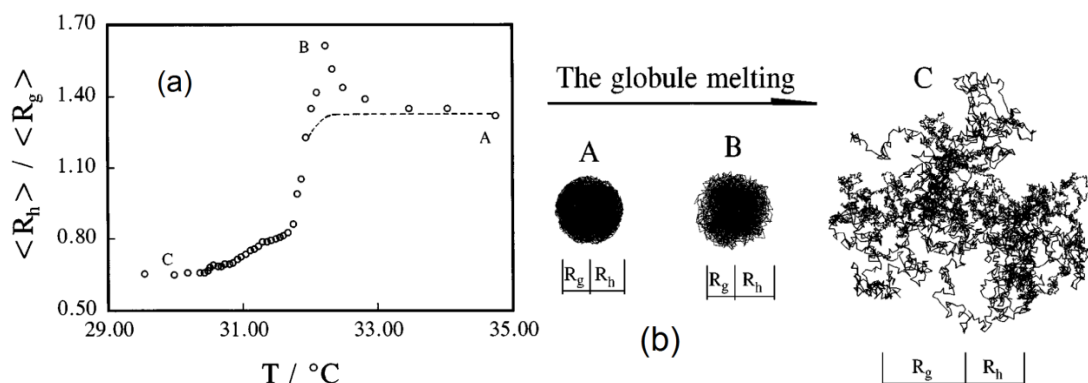 1.70
1.40
1.10
0.80
0.50
29.00 31.00 33.00 35.00
<R_h> / <R_g>
T / °C
(a)
A
B
C
The globule melting
A
B
C
R_g R_h
R_g R_h
R_g R_h
(b)